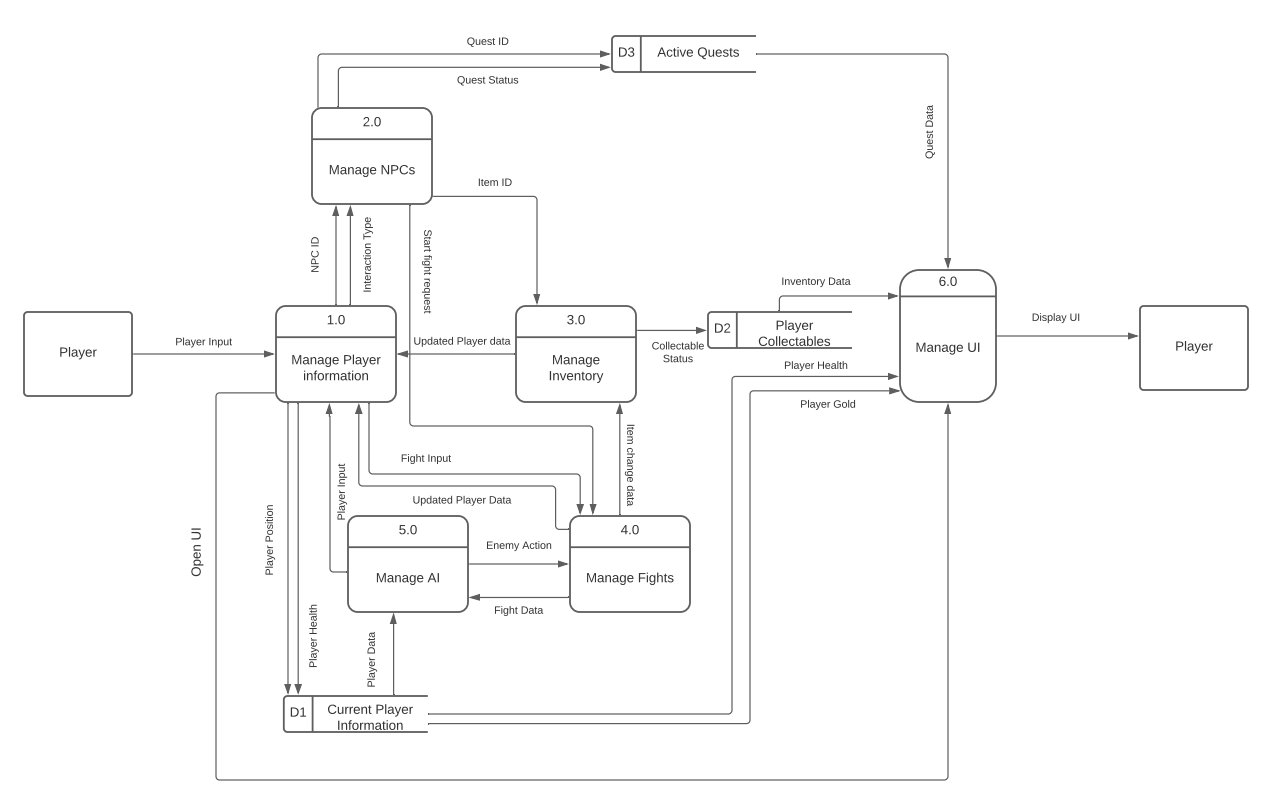 Quest ID
D3
Active Quests
Quest Status
2.0
Manage NPCs
Quest Data
Item ID
NPC ID
Interaction Type
Start fight request
Player
Player Input
1.0
Manage Player
information
Updated Player data
3.0
Manage
Inventory
Collectable
Status
D2
Player
Collectables
Inventory Data
6.0
Manage UI
Display UI
Player
Player Health
Player Gold
Fight Input
Updated Player Data
Item change data
Player Input
Open UI
Player Position
Player Health
5.0
Manage AI
Enemy Action
Fight Data
4.0
Manage Fights
Player Data
D1
Current Player
Information